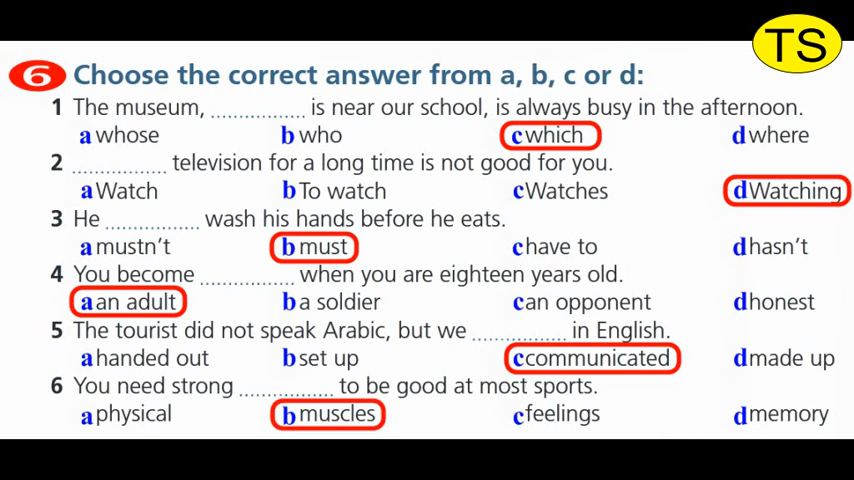 TS
6 Choose the correct answer from a, b, c or d:
1 The museum, ................ is near our school, is always busy in the afternoon.
a whose b who c which d where
2 ................ television for a long time is not good for you.
a Watch b To watch c Watches d Watching
3 He ................ wash his hands before he eats.
a mustn't b must c have to d hasn't
4 You become ................ when you are eighteen years old.
a an adult b a soldier c an opponent d honest
5 The tourist did not speak Arabic, but we ................ in English.
a handed out b set up c communicated d made up
6 You need strong ................ to be good at most sports.
a physical b muscles c feelings d memory